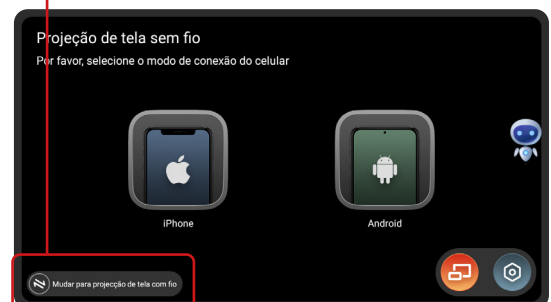 Projeção de tela sem fio
Por favor, selecione o modo de conexão do celular
iPhone
Android
Mudar para projecção de tela com fio